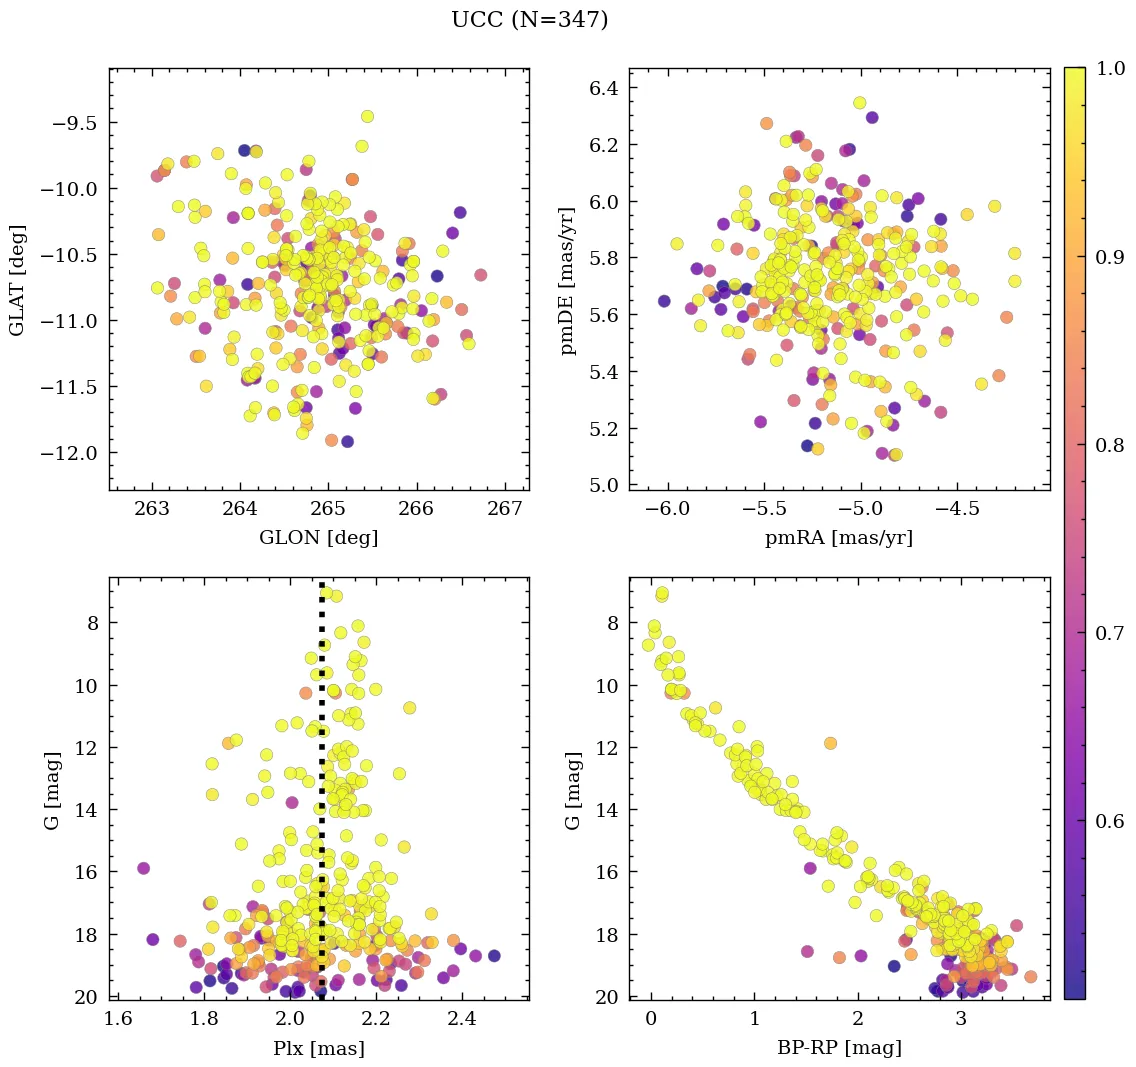 UCC (N=347)
−9.5
−10.0
−10.5
−11.0
−11.5
−12.0
GLAT [deg]
263 264 265 266 267
GLON [deg]
6.4
6.2
6.0
5.8
5.6
5.4
5.2
5.0
pmDE [mas/yr]
−6.0 −5.5 −5.0 −4.5
pmRA [mas/yr]
1.0
0.9
0.8
0.7
0.6
8
10
12
14
16
18
20
G [mag]
1.6 1.8 2.0 2.2 2.4
Plx [mas]
8
10
12
14
16
18
20
G [mag]
0 1 2 3
BP-RP [mag]